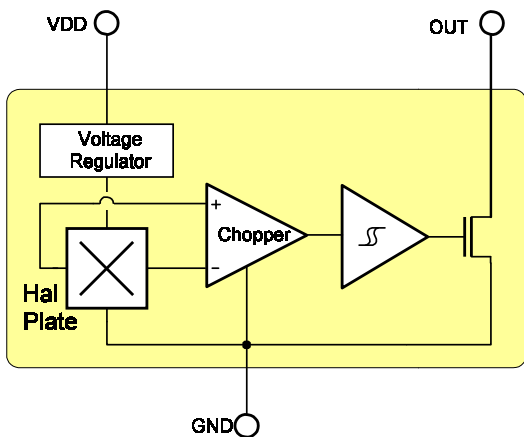 VDD
OUT
Voltage
Regulator
+
Chopper
−
Hal
Plate
GND